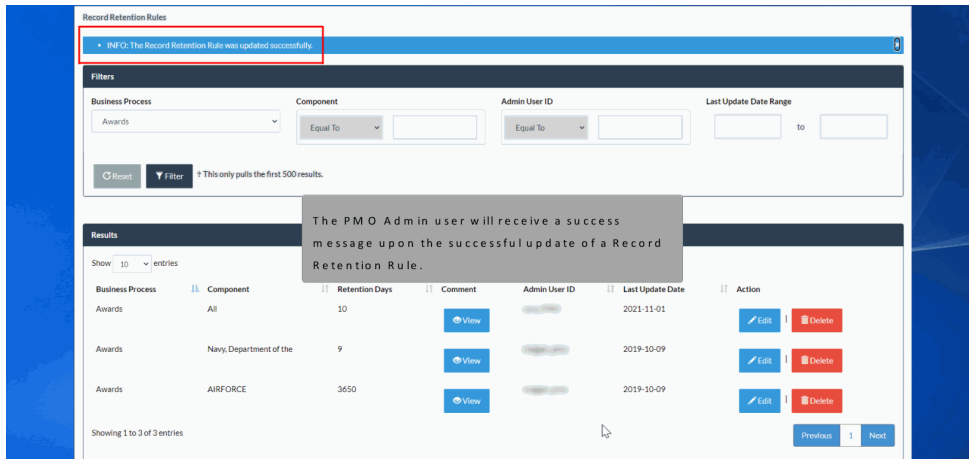 Record Retention Rules
• INFO: The Record Retention Rule was updated successfully.
Filters
Business Process Component Admin User ID Last Update Date Range
Awards Equal To Equal To to
Reset Filter † This only pulls the first 500 results.
The PMO Admin user will receive a success
message upon the successful update of a Record
Retention Rule.
Results
Show 10 entries
Business Process Component Retention Days Comment Admin User ID Last Update Date Action
Awards All 10 View 2021-11-01 Edit | Delete
Awards Navy, Department of the 9 View 2019-10-09 Edit | Delete
Awards AIRFORCE 3650 View 2019-10-09 Edit | Delete
Showing 1 to 3 of 3 entries Previous 1 Next